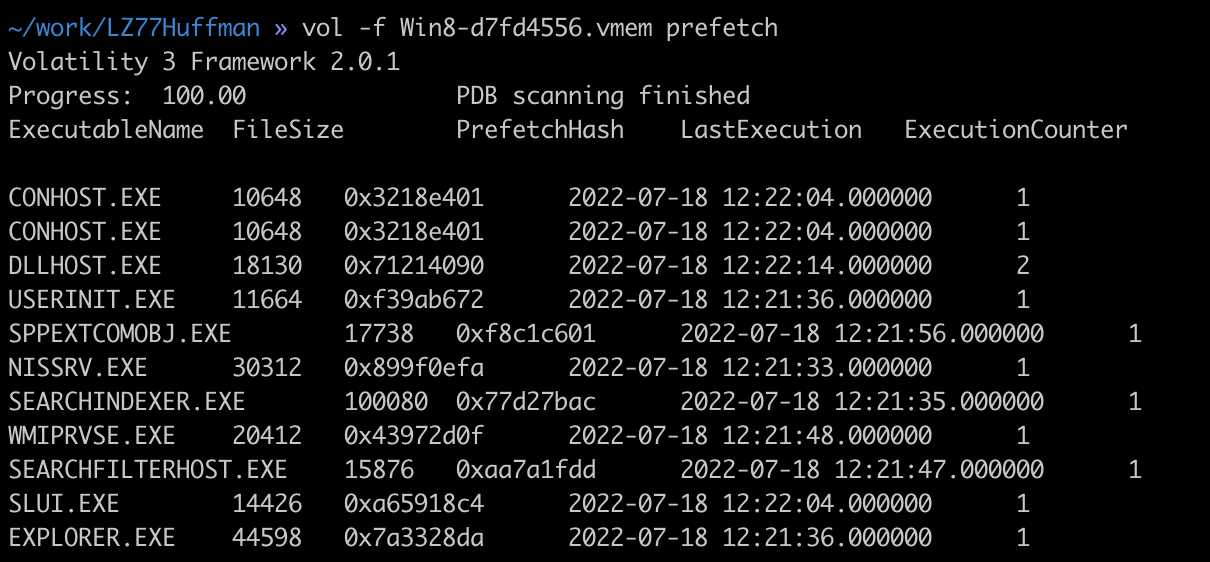 ~/work/LZ77Huffman » vol -f Win8-d7fd4556.vmem prefetch
Volatility 3 Framework 2.0.1
Progress:  100.00               PDB scanning finished
ExecutableName  FileSize        PrefetchHash    LastExecution   ExecutionCounter

CONHOST.EXE     10648   0x3218e401      2022-07-18 12:22:04.000000      1
CONHOST.EXE     10648   0x3218e401      2022-07-18 12:22:04.000000      1
DLLHOST.EXE     18130   0x71214090      2022-07-18 12:22:14.000000      2
USERINIT.EXE    11664   0xf39ab672      2022-07-18 12:21:36.000000      1
SPPEXTCOMOBJ.EXE        17738   0xf8c1c601      2022-07-18 12:21:56.000000      1
NISSRV.EXE      30312   0x899f0efa      2022-07-18 12:21:33.000000      1
SEARCHINDEXER.EXE       100080  0x77d27bac      2022-07-18 12:21:35.000000      1
WMIPRVSE.EXE    20412   0x43972d0f      2022-07-18 12:21:48.000000      1
SEARCHFILTERHOST.EXE    15876   0xaa7a1fdd      2022-07-18 12:21:47.000000      1
SLUI.EXE        14426   0xa65918c4      2022-07-18 12:22:04.000000      1
EXPLORER.EXE    44598   0x7a3328da      2022-07-18 12:21:36.000000      1